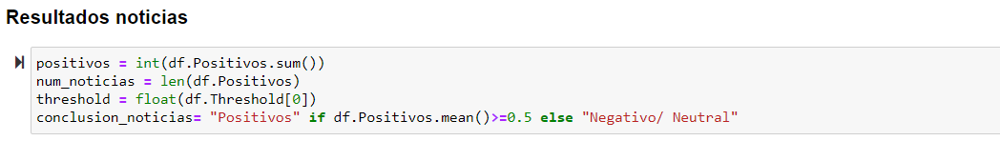 Resultados noticias
positivos = int(df.Positivos.sum())
num_noticias = len(df.Positivos)
threshold = float(df.Threshold[0])
conclusion_noticias= "Positivos" if df.Positivos.mean()>=0.5 else "Negativo/ Neutral"